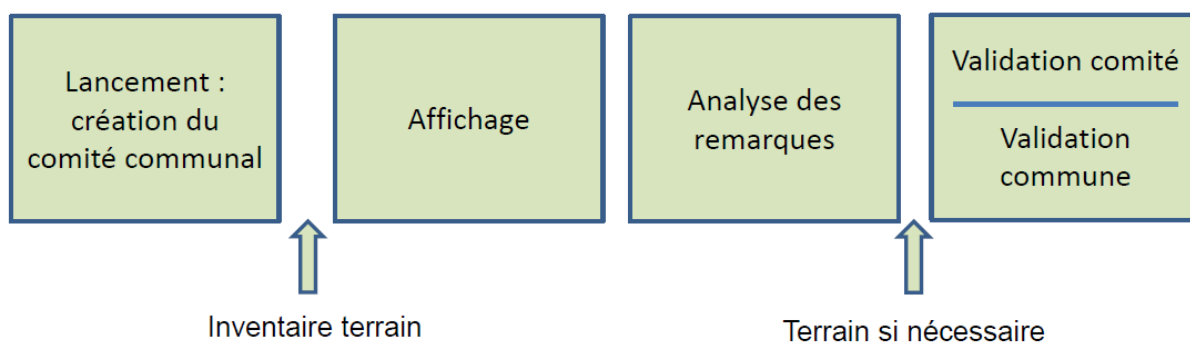 Lancement :
création du
comité communal
Affichage
Analyse des
remarques
Validation comité
Validation
commune
Inventaire terrain
Terrain si nécessaire